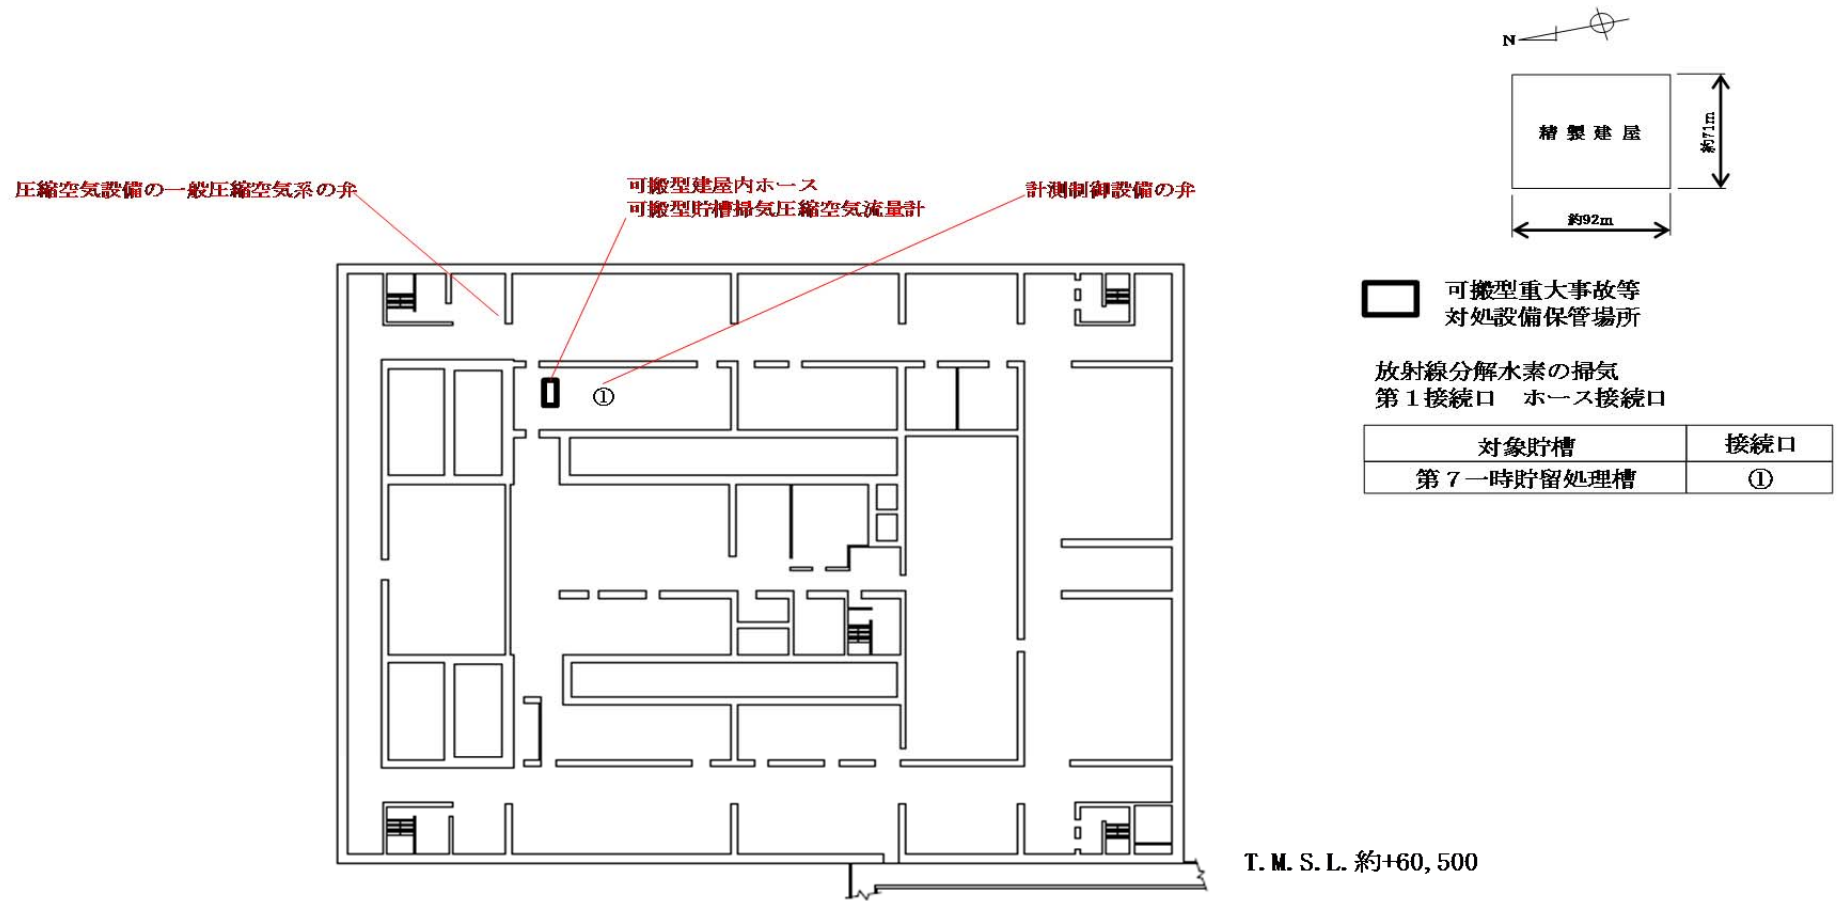 N
精製建屋
約71m
約92m
圧縮空気設備の一般圧縮空気系の弁
可搬型建屋内ホース
可搬型貯槽掃気圧縮空気流量計
計測制御設備の弁
①
可搬型重大事故等
対処設備保管場所
放射線分解水素の掃気
第1接続口　ホース接続口
対象貯槽 接続口
第7一時貯留処理槽 ①
T.M.S.L.約+60,500